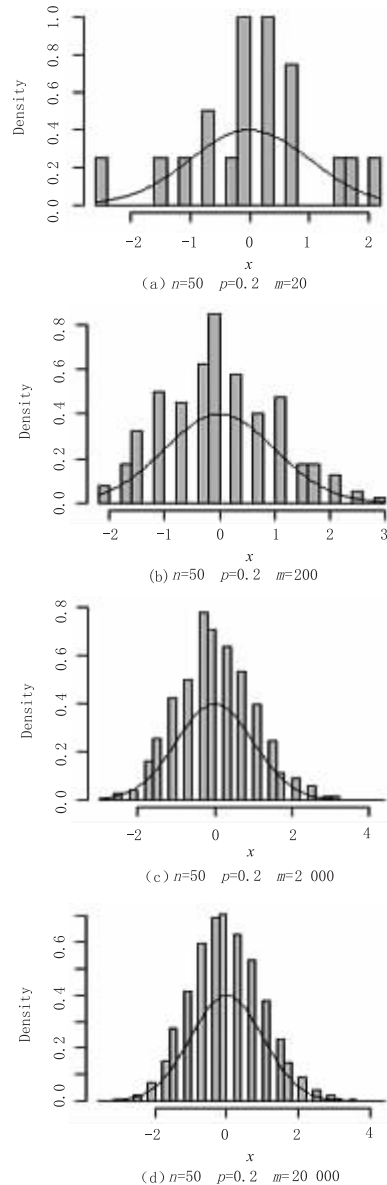 Density
1.0
0.8
0.6
0.4
0.2
0.0
-2 -1 0 1 2
x
(a) n=50 p=0.2 m=20
Density
0.8
0.4
0.2
0.0
-2 -1 0 1 2 3
x
(b) n=50 p=0.2 m=200
Density
0.8
0.6
0.4
0.2
0.0
-2 0 2 4
x
(c) n=50 p=0.2 m=2 000
Density
0.6
0.4
0.2
0.0
-2 0 2 4
x
(d) n=50 p=0.2 m=20 000